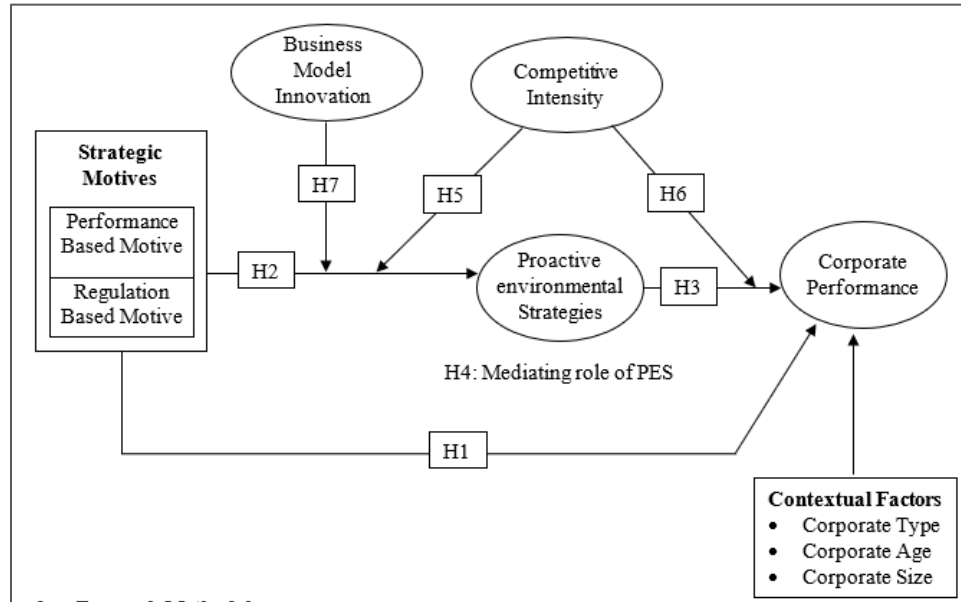 Business
Model
Innovation
Competitive
Intensity
Strategic
Motives
H7
H5
H6
Performance
Based Motive
Regulation
Based Motive
H2
Proactive
environmental
Strategies
H3
Corporate
Performance
H4: Mediating role of PES
H1
Contextual Factors
• Corporate Type
• Corporate Age
• Corporate Size